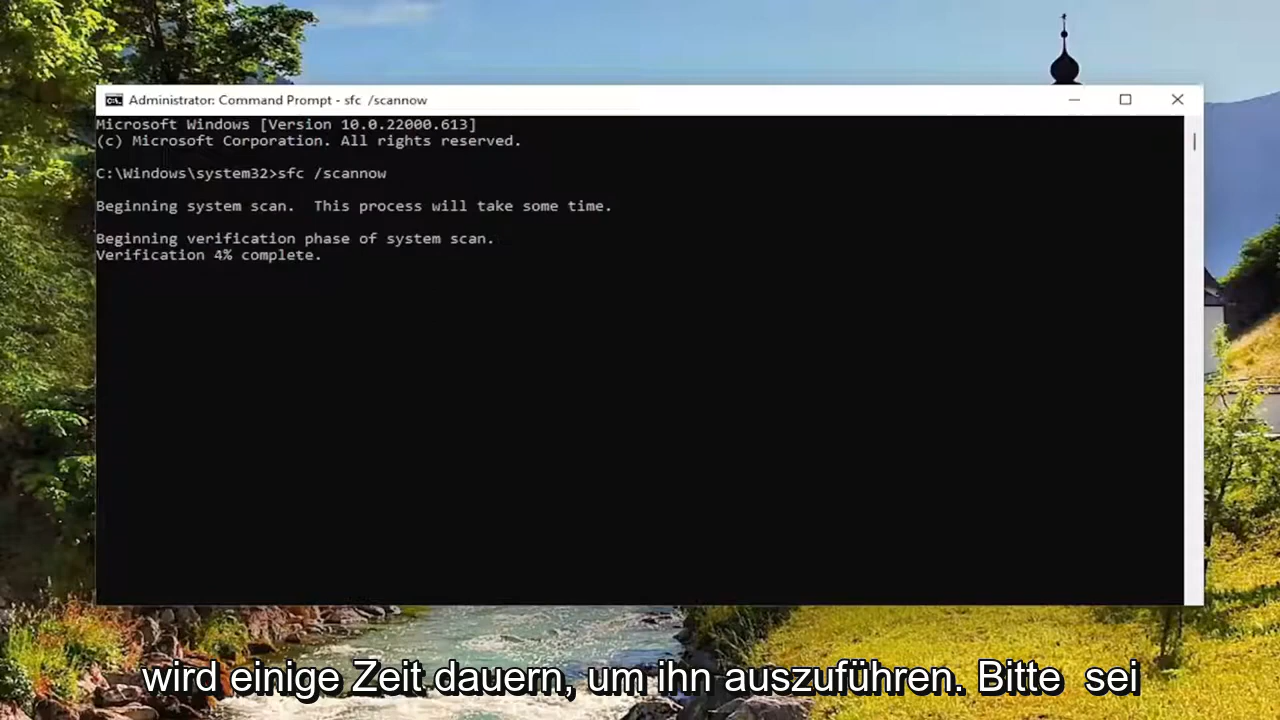 Administrator: Command Prompt - sfc /scannow
Microsoft Windows [Version 10.0.22000.613]
(c) Microsoft Corporation. All rights reserved.
C:\Windows\system32>sfc /scannow
Beginning system scan.  This process will take some time.
Beginning verification phase of system scan.
Verification 4% complete.
wird einige Zeit dauern, um ihn auszuführen. Bitte  sei